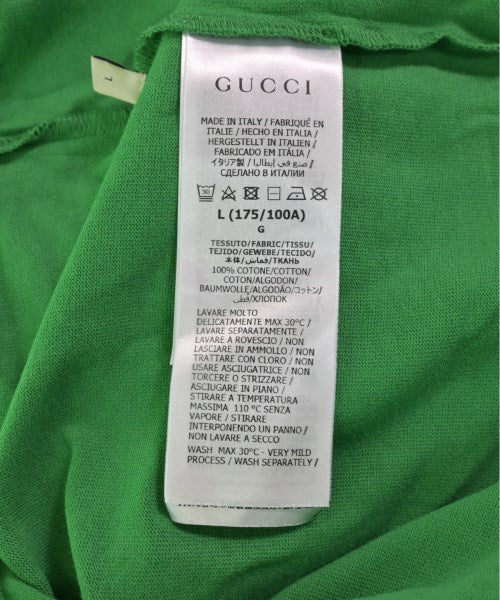 GUCCI
MADE IN ITALY / FABRIQUÉ EN
ITALIE / HECHO EN ITALIA /
HERGESTELLT IN ITALIEN /
FABRICADO EM ITÁLIA /
イタリア製 / صنع في إيطاليا /
СДЕЛАНО В ИТАЛИИ
30
L (175/100A)
G
TESSUTO/FABRIC/TISSU/
TEJIDO/GEWEBE/TECIDO/
本体/قماش/ТКАНЬ
100% COTONE/COTTON/
COTON/ALGODON/
BAUMWOLLE/ALGODÃO/コットン/
قطن/ХЛОПОК
LAVARE MOLTO
DELICATAMENTE MAX 30°C /
LAVARE SEPARATAMENTE /
LAVARE A ROVESCIO / NON
LASCIARE IN AMMOLLO / NON
TRATTARE CON CLORO / NON
USARE ASCIUGATRICE / NON
TORCERE O STRIZZARE /
ASCIUGARE IN PIANO /
STIRARE A TEMPERATURA
MASSIMA 110°C SENZA
VAPORE / STIRARE
INTERPONENDO UN PANNO /
NON LAVARE A SECCO
WASH MAX 30°C - VERY MILD
PROCESS / WASH SEPARATELY /
L